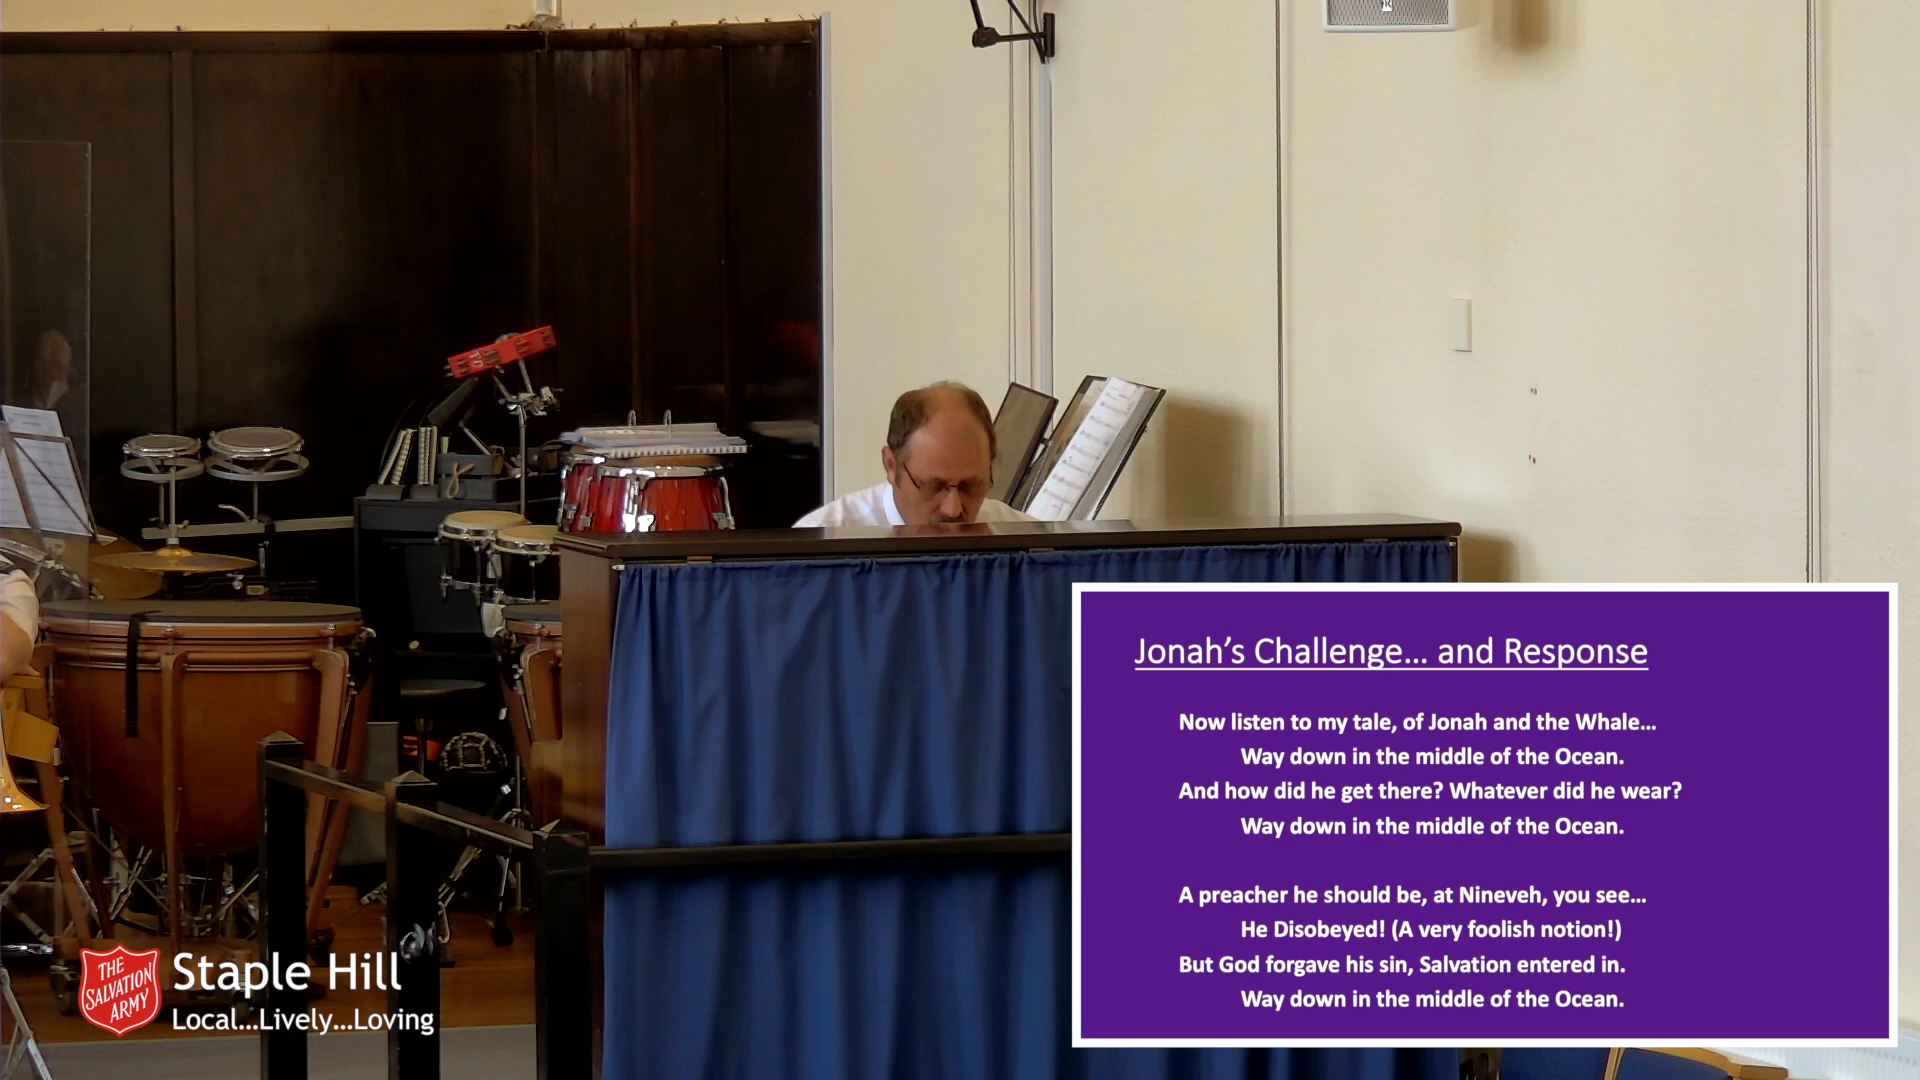 Jonah's Challenge... and Response
Now listen to my tale, of Jonah and the Whale...
Way down in the middle of the Ocean.
And how did he get there? Whatever did he wear?
Way down in the middle of the Ocean.
A preacher he should be, at Nineveh, you see...
He Disobeyed! (A very foolish notion!)
But God forgave his sin, Salvation entered in.
Way down in the middle of the Ocean.
THE
SALVATION
ARMY
Staple Hill
Local...Lively...Loving